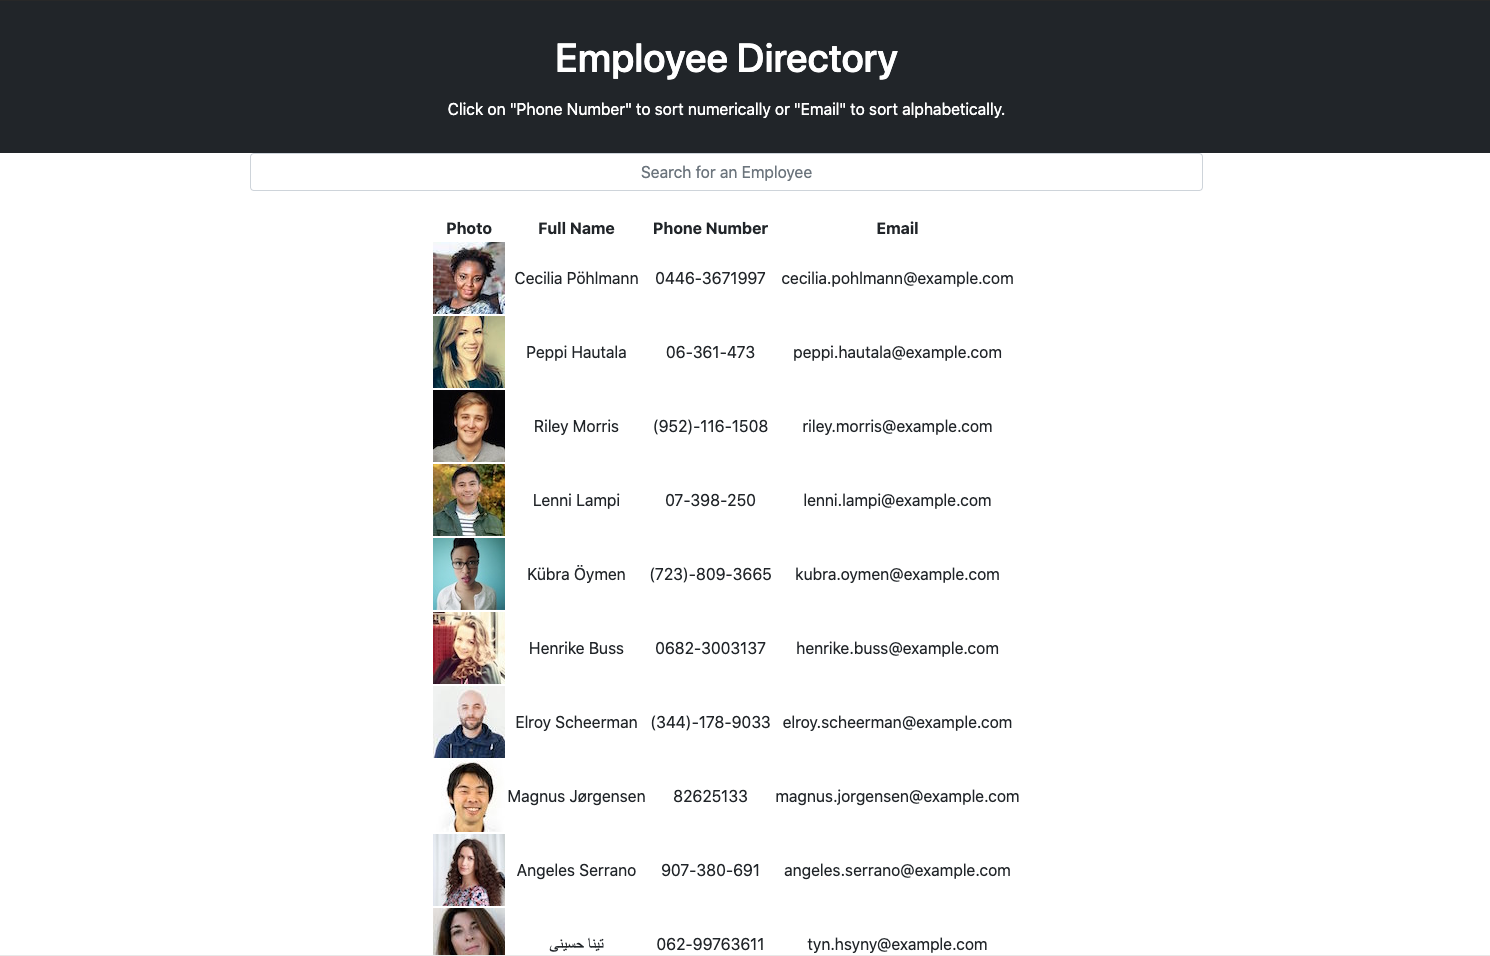 Employee Directory
Click on "Phone Number" to sort numerically or "Email" to sort alphabetically.
Search for an Employee
Photo Full Name Phone Number Email
Cecilia Pöhlmann 0446-3671997 cecilia.pohlmann@example.com
Peppi Hautala 06-361-473 peppi.hautala@example.com
Riley Morris (952)-116-1508 riley.morris@example.com
Lenni Lampi 07-398-250 lenni.lampi@example.com
Kübra Öymen (723)-809-3665 kubra.oymen@example.com
Henrike Buss 0682-3003137 henrike.buss@example.com
Elroy Scheerman (344)-178-9033 elroy.scheerman@example.com
Magnus Jørgensen 82625133 magnus.jorgensen@example.com
Angeles Serrano 907-380-691 angeles.serrano@example.com
تینا حسینی 062-99763611 tyn.hsyny@example.com